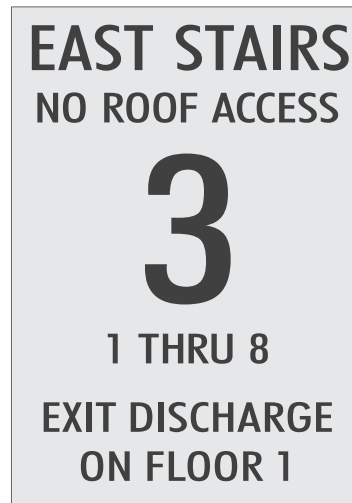 EAST STAIRS
NO ROOF ACCESS
3
1 THRU 8
EXIT DISCHARGE
ON FLOOR 1